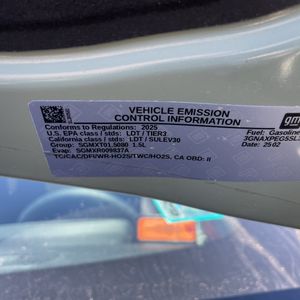 VEHICLE EMISSION
CONTROL INFORMATION
gm
Conforms to Regulations: 2025
U.S. EPA class / stds: LDT / TIER3
California class / stds: LDT / SULEV30
Group: SGMXT01.5080 1.5L
Evap: SGMXR009837A
TC/CAC/DFI/WR-HO2S/TWC/HO2S, CA OBD: II
Fuel: Gasoline
3GNAXPEG5SL
Date: 25 02